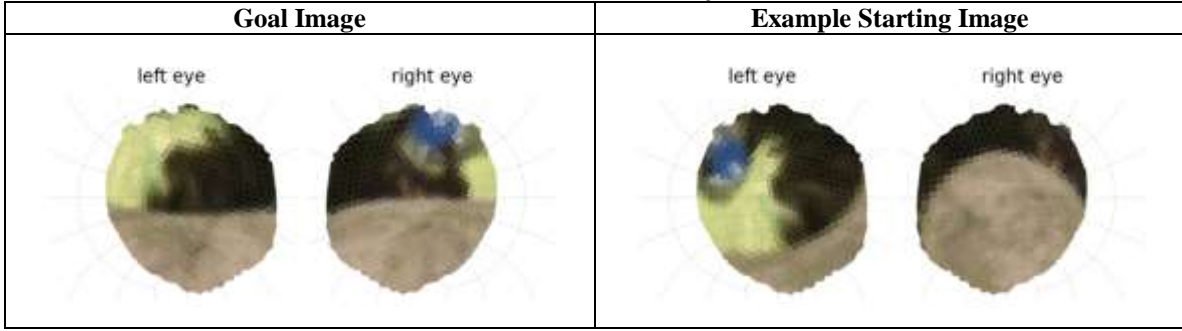 Goal Image
Example Starting Image
left eye
right eye
left eye
right eye